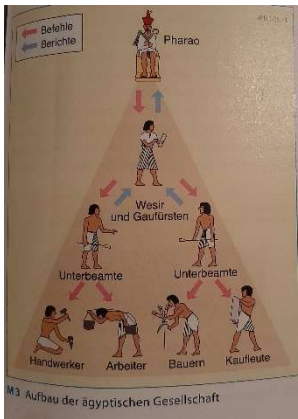 Befehle
Berichte
Pharao
Wesir
und Gaufürsten
Unterbeamte
Unterbeamte
Handwerker
Arbeiter
Bauern
Kaufleute
M3 Aufbau der ägyptischen Gesellschaft